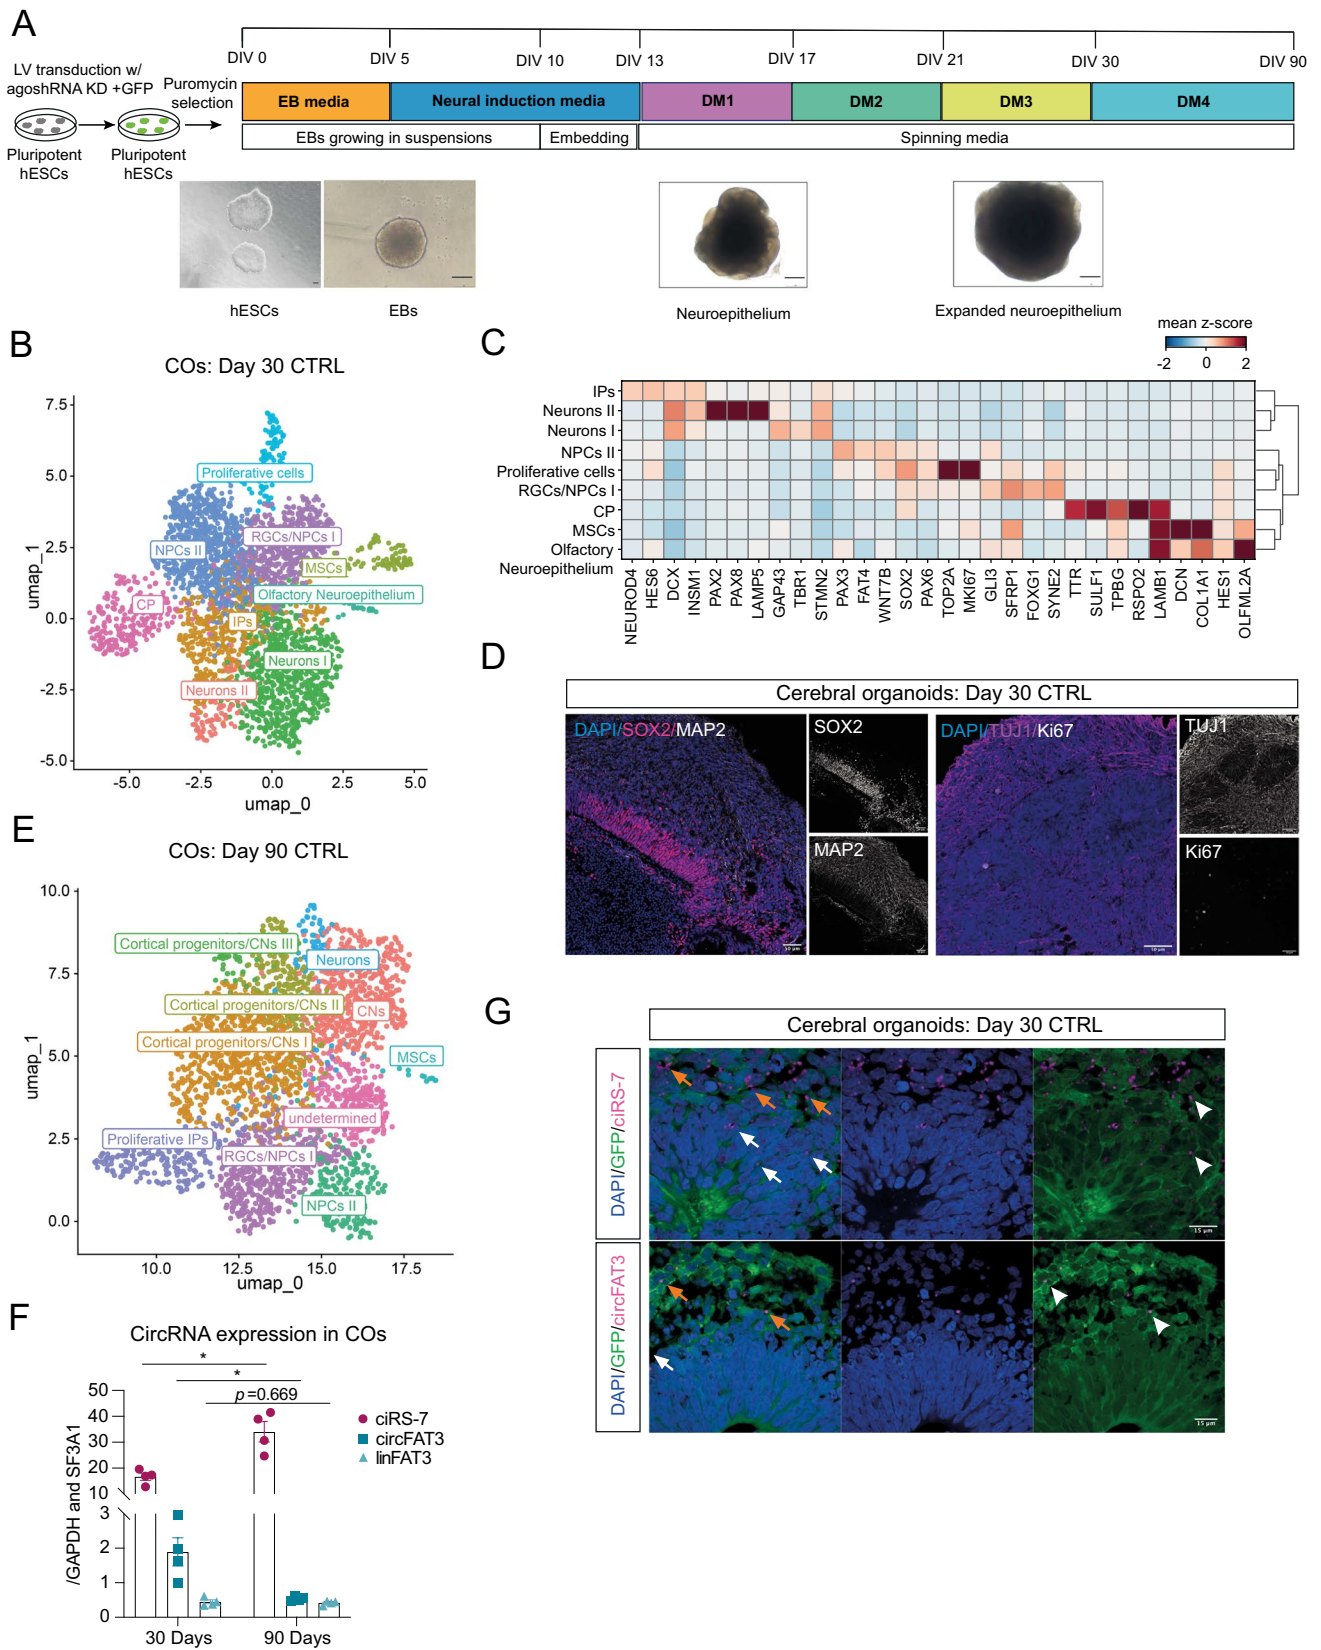 A
DIV 0
DIV 5
DIV 10
DIV 13
DIV 17
DIV 21
DIV 30
DIV 90
LV transduction w/
agoshRNA KD +GFP
Puromycin
selection
EB media
Neural induction media
DM1
DM2
DM3
DM4
EBs growing in suspensions
Embedding
Spinning media
Pluripotent
hESCs
Pluripotent
hESCs
hESCs
EBs
Neuroepithelium
Expanded neuroepithelium
B
COs: Day 30 CTRL
7.5
5.0
2.5
0.0
-2.5
-5.0
umap_1
Proliferative cells
RGCs/NPCs I
NPCs II
MSCs
Olfactory Neuroepithelium
CP
IPs
Neurons I
Neurons II
-5.0
-2.5
0.0
2.5
5.0
umap_0
C
mean z-score
-2
0
2
IPs
Neurons II
Neurons I
NPCs II
Proliferative cells
RGCs/NPCs I
CP
MSCs
Olfactory
Neuroepithelium
NEUROD4
HES6
DCX
INSM1
PAX2
PAX8
LAMP5
GAP43
TBR1
STMN2
PAX3
FAT4
WNT7B
SOX2
PAX6
TOP2A
MKI67
GLI3
SFRP1
FOXG1
SYNE2
TTR
SULF1
TPBG
RSPO2
LAMB1
DCN
COL1A1
HES1
OLFML2A
D
Cerebral organoids: Day 30 CTRL
DAPI/SOX2/MAP2
SOX2
MAP2
DAPI/TUJ1/Ki67
TUJ1
Ki67
E
COs: Day 90 CTRL
10.0
7.5
5.0
2.5
0.0
umap_1
Cortical progenitors/CNs III
Neurons
Cortical progenitors/CNs II
CNs
Cortical progenitors/CNs I
MSCs
undetermined
Proliferative IPs
RGCs/NPCs I
NPCs II
10.0
12.5
15.0
17.5
umap_0
F
CircRNA expression in COs
*
*
p=0.669
/GAPDH and SF3A1
50
40
30
20
10
3
2
1
0
30 Days
90 Days
ciRS-7
circFAT3
linFAT3
G
Cerebral organoids: Day 30 CTRL
DAPI/GFP/ciRS-7
15 µm
DAPI/GFP/circFAT3
15 µm